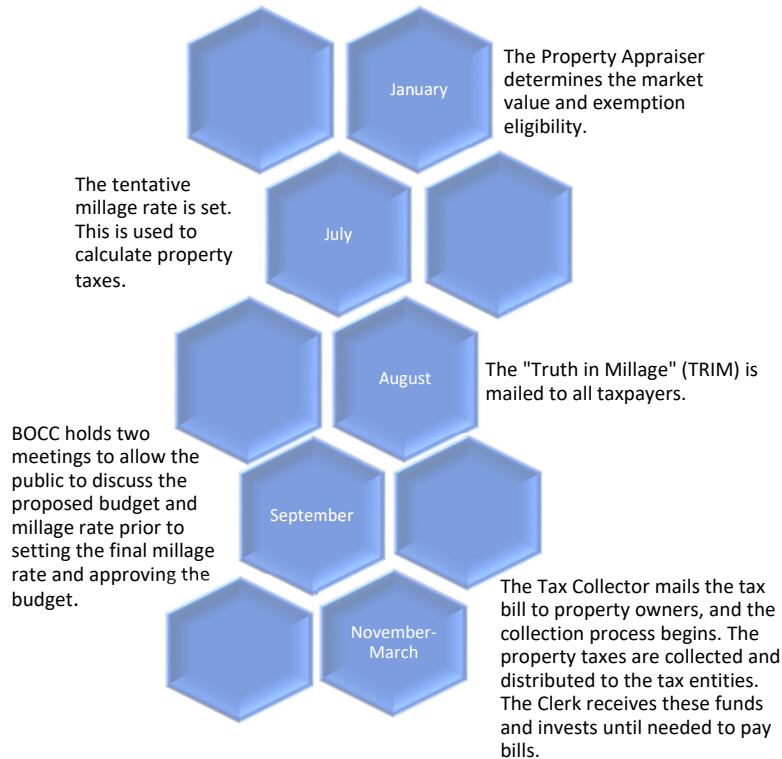 January
The Property Appraiser
determines the market
value and exemption
eligibility.
The tentative
millage rate is set.
This is used to
calculate property
taxes.
July
August
The "Truth in Millage" (TRIM) is
mailed to all taxpayers.
BOCC holds two
meetings to allow the
public to discuss the
proposed budget and
millage rate prior to
setting the final millage
rate and approving the
budget.
September
November-
March
The Tax Collector mails the tax
bill to property owners, and the
collection process begins. The
property taxes are collected and
distributed to the tax entities.
The Clerk receives these funds
and invests until needed to pay
bills.